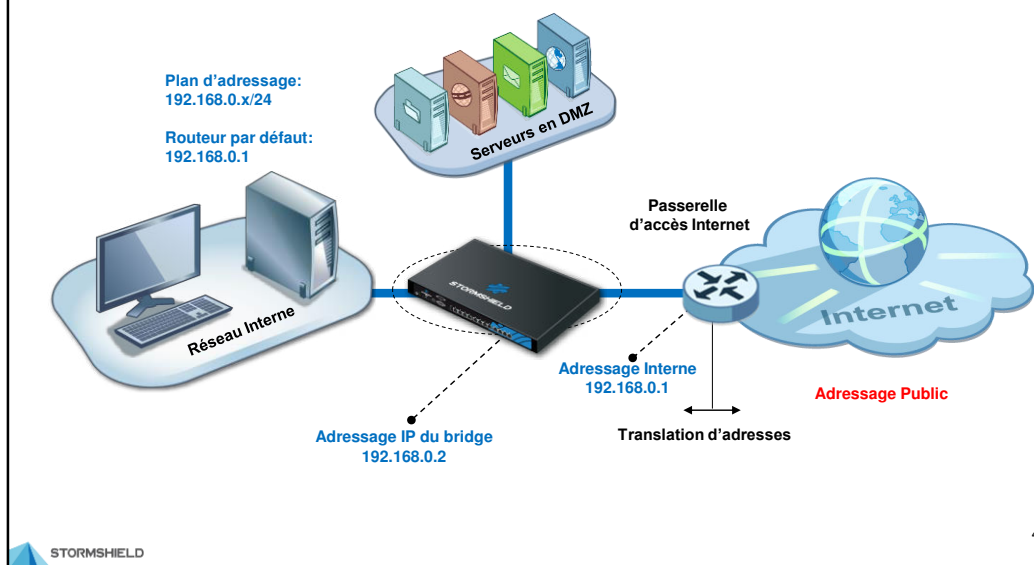 Plan d'adressage:
192.168.0.x/24
Routeur par défaut:
192.168.0.1
Serveurs en DMZ
Passerelle
d'accès Internet
STORMSHIELD
Réseau Interne
Internet
Adressage Interne
192.168.0.1
Adressage Public
Adressage IP du bridge
192.168.0.2
Translation d'adresses
STORMSHIELD